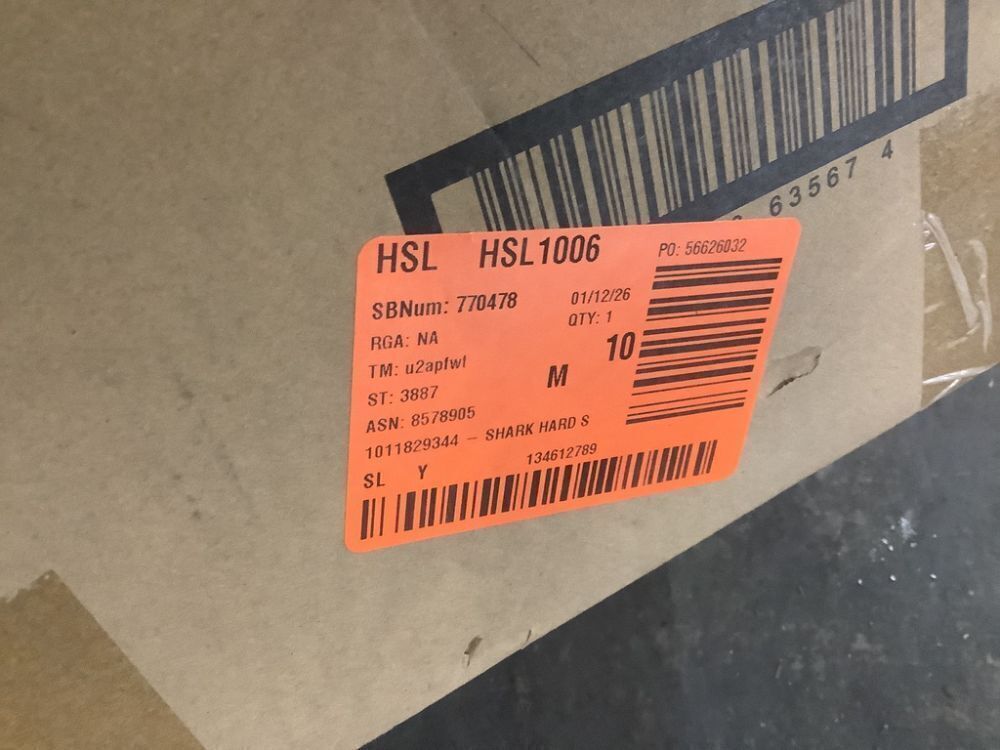 63567 4
HSL HSL1006 PO: 56626032
SBNum: 770478 01/12/26
QTY: 1
RGA: NA
10
TM: u2apfwf
M
ST: 3887
ASN: 8578905
1011829344 - SHARK HARD S
SL Y 134612789